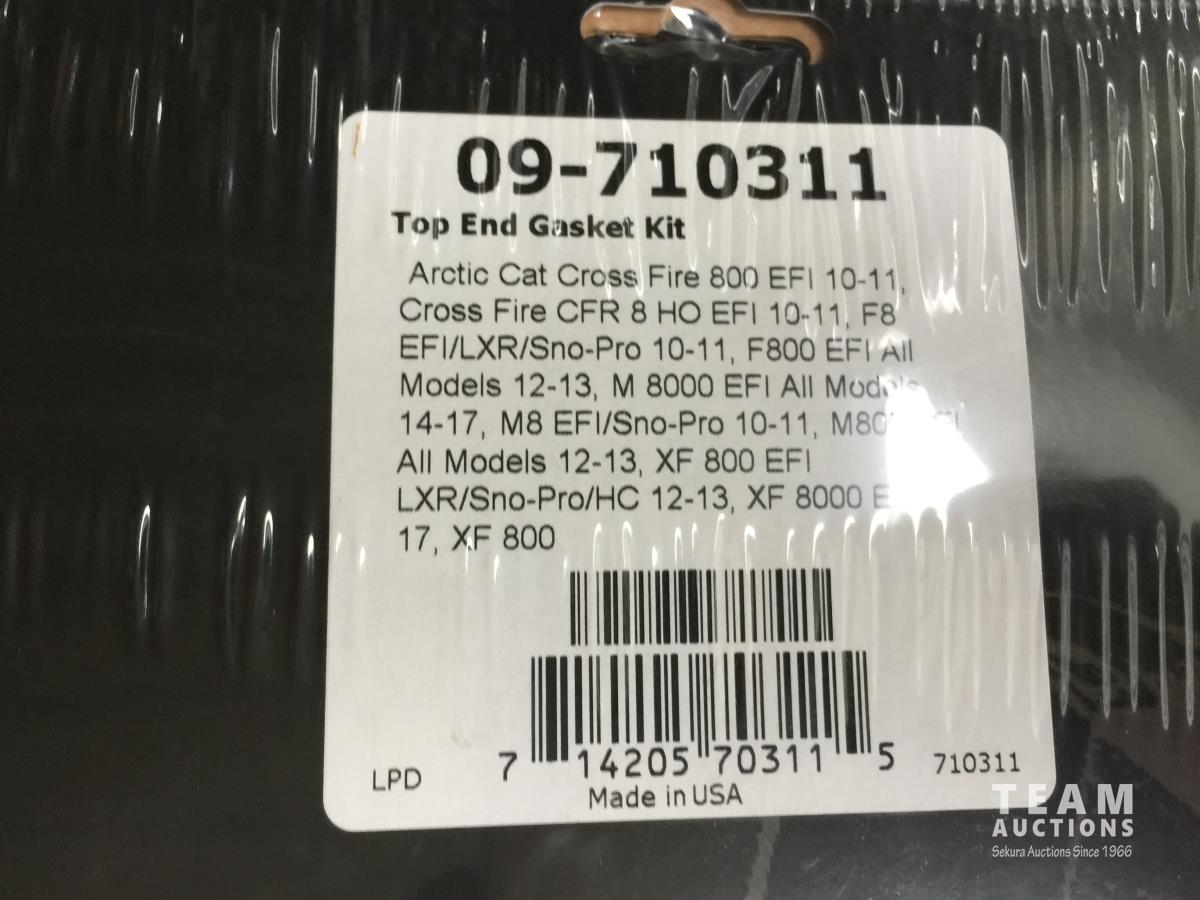 09-710311
Top End Gasket Kit
Arctic Cat Cross Fire 800 EFI 10-11,
Cross Fire CFR 8 HO EFI 10-11, F8
EFI/LXR/Sno-Pro 10-11, F800 EFI All
Models 12-13, M 8000 EFI All Models
14-17, M8 EFI/Sno-Pro 10-11,
All Models 12-13, XF 800 EFI
LXR/Sno-Pro/HC 12-13, XF 8000
17, XF 800
7 14205 70311 5
LPD
710311
Made in USA
TEAM
AUCTIONS
Sekura Auctions Since 1966